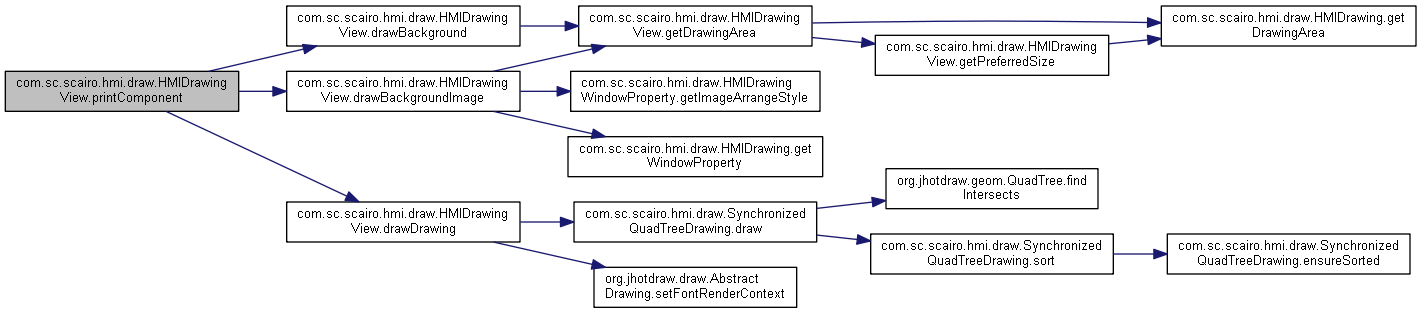 com.sc.scairo.hmi.draw.HMIDrawing
View.printComponent
com.sc.scairo.hmi.draw.HMIDrawing
View.drawBackground
com.sc.scairo.hmi.draw.HMIDrawing
View.drawBackgroundImage
com.sc.scairo.hmi.draw.HMIDrawing
View.drawDrawing
com.sc.scairo.hmi.draw.HMIDrawing
View.getDrawingArea
com.sc.scairo.hmi.draw.HMIDrawing
WindowProperty.getImageArrangeStyle
com.sc.scairo.hmi.draw.HMIDrawing.get
WindowProperty
com.sc.scairo.hmi.draw.Synchronized
QuadTreeDrawing.draw
org.jhotdraw.draw.Abstract
Drawing.setFontRenderContext
com.sc.scairo.hmi.draw.HMIDrawing
View.getPreferredSize
org.jhotdraw.geom.QuadTree.find
Intersects
com.sc.scairo.hmi.draw.Synchronized
QuadTreeDrawing.sort
com.sc.scairo.hmi.draw.HMIDrawing.get
DrawingArea
com.sc.scairo.hmi.draw.Synchronized
QuadTreeDrawing.ensureSorted